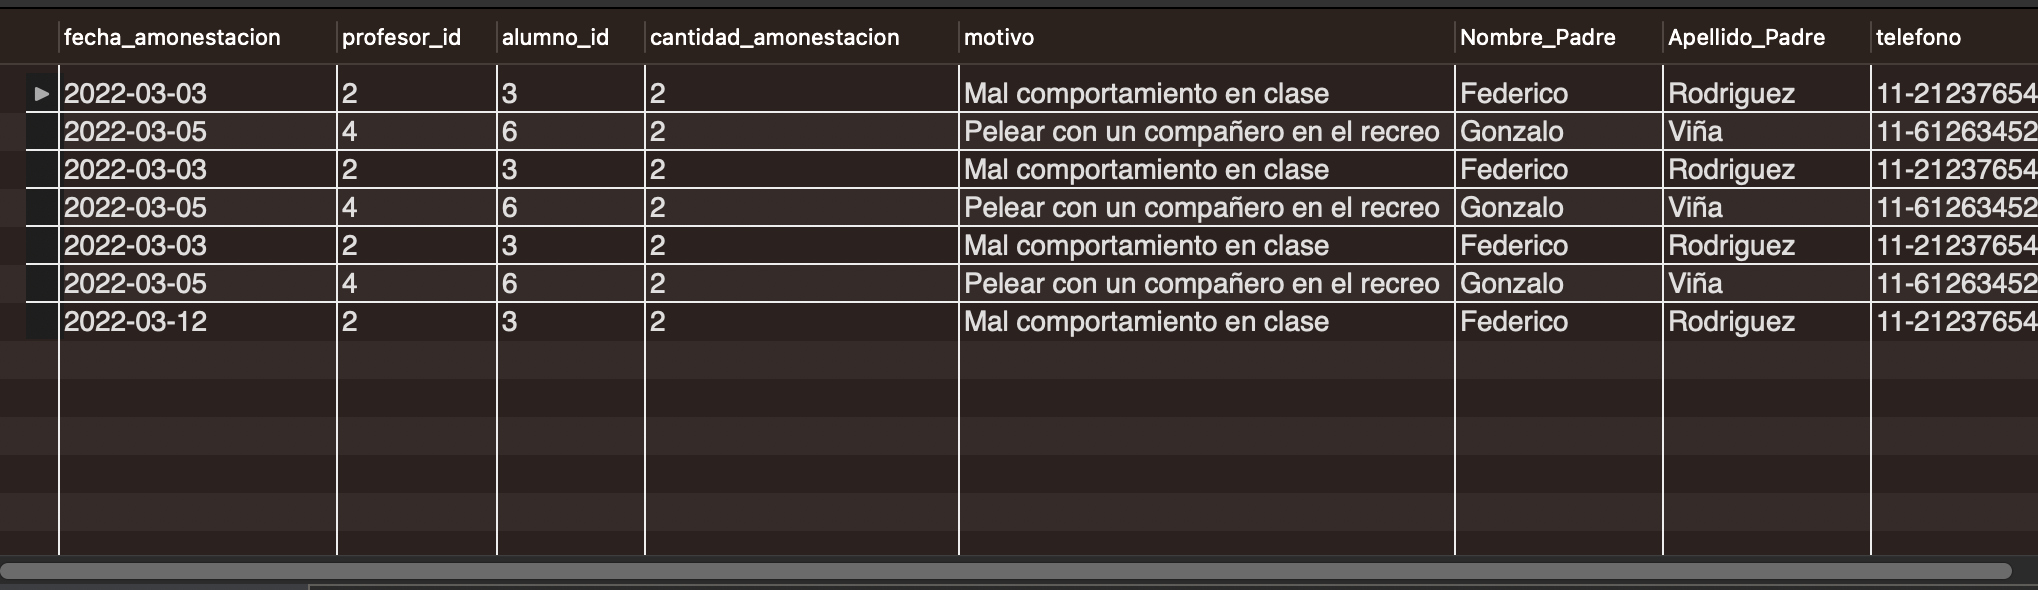 fecha_amonestacion profesor_id alumno_id cantidad_amonestacion motivo Nombre_Padre Apellido_Padre telefono
2022-03-03 2 3 2 Mal comportamiento en clase Federico Rodriguez 11-21237654
2022-03-05 4 6 2 Pelear con un compañero en el recreo Gonzalo Viña 11-61263452
2022-03-03 2 3 2 Mal comportamiento en clase Federico Rodriguez 11-21237654
2022-03-05 4 6 2 Pelear con un compañero en el recreo Gonzalo Viña 11-61263452
2022-03-03 2 3 2 Mal comportamiento en clase Federico Rodriguez 11-21237654
2022-03-05 4 6 2 Pelear con un compañero en el recreo Gonzalo Viña 11-61263452
2022-03-12 2 3 2 Mal comportamiento en clase Federico Rodriguez 11-21237654